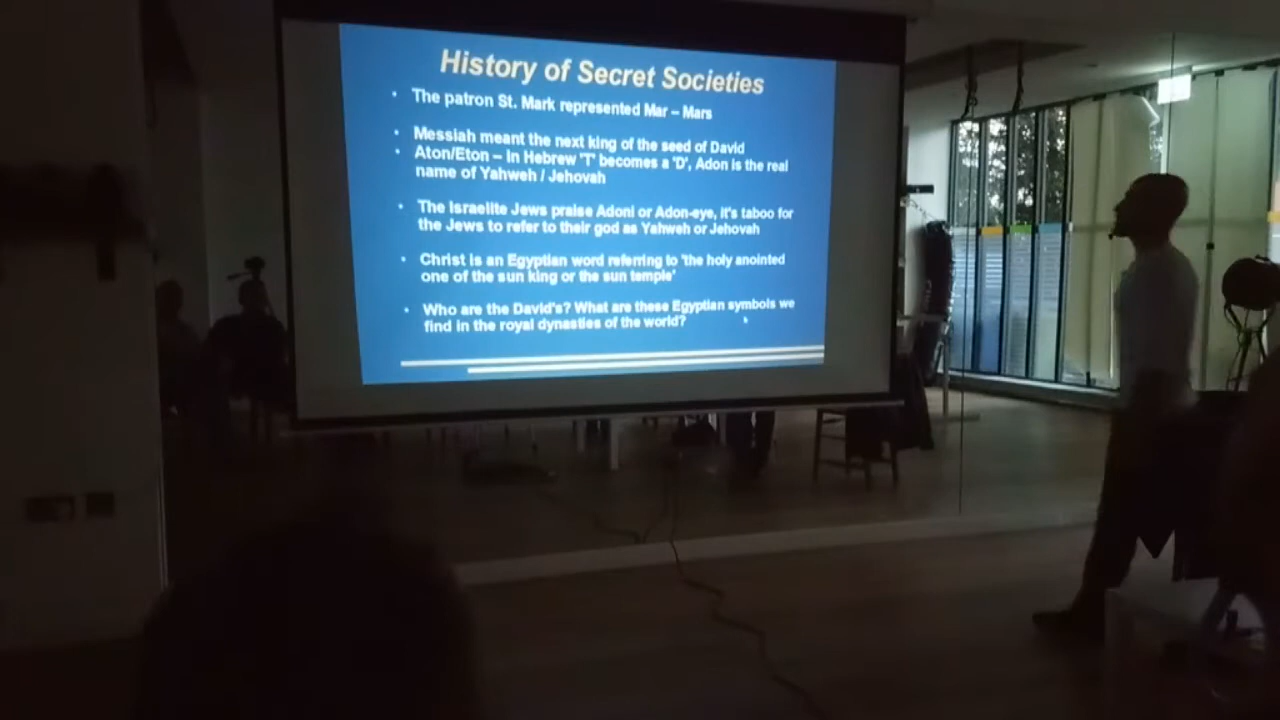 History of Secret Societies
• The patron St. Mark represented Mar – Mars
• Messiah meant the next king of the seed of David
• Aton/Eton – In Hebrew 'T' becomes a 'D', Adon is the real
name of Yahweh / Jehovah
• The Israelite Jews praise Adoni or Adon-eye, it's taboo for
the Jews to refer to their god as Yahweh or Jehovah
• Christ is an Egyptian word referring to 'the holy anointed
one of the sun king or the sun temple'
• Who are the David's? What are these Egyptian symbols we
find in the royal dynasties of the world?